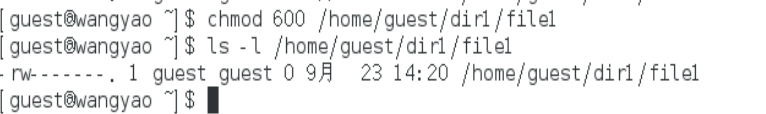 [guest@wangyao ~]$ chmod 600 /home/guest/dir1/file1
[guest@wangyao ~]$ ls -l /home/guest/dir1/file1
-rw-------. 1 guest guest 0 9月  23 14:20 /home/guest/dir1/file1
[guest@wangyao ~]$